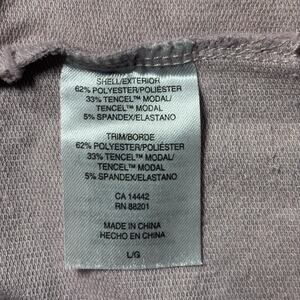 SHELL/EXTERIOR
62% POLYESTER/POLIÉSTER
33% TENCEL™ MODAL/
TENCEL™ MODAL
5% SPANDEX/ELASTANO
TRIM/BORDE
62% POLYESTER/POLIÉSTER
33% TENCEL™ MODAL/
TENCEL™ MODAL
5% SPANDEX/ELASTANO
CA 14442
RN 88201
MADE IN CHINA
HECHO EN CHINA
L/G